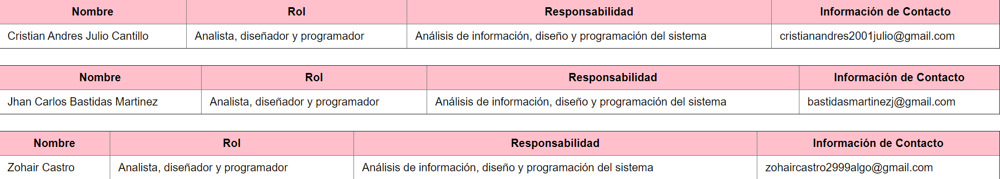 Nombre Rol Responsabilidad Información de Contacto
Cristian Andres Julio Cantillo Analista, diseñador y programador Análisis de información, diseño y programación del sistema cristianandres2001julio@gmail.com
Nombre Rol Responsabilidad Información de Contacto
Jhan Carlos Bastidas Martinez Analista, diseñador y programador Análisis de información, diseño y programación del sistema bastidasmartinezj@gmail.com
Nombre Rol Responsabilidad Información de Contacto
Zohair Castro Analista, diseñador y programador Análisis de información, diseño y programación del sistema zohaircastro2999algo@gmail.com